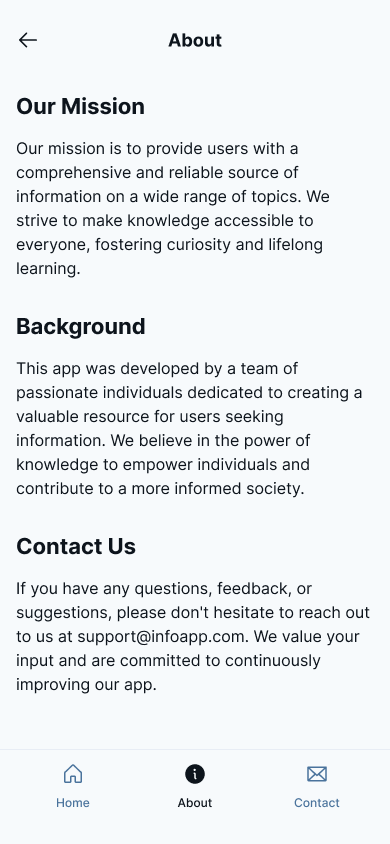 About
Our Mission
Our mission is to provide users with a
comprehensive and reliable source of
information on a wide range of topics. We
strive to make knowledge accessible to
everyone, fostering curiosity and lifelong
learning.
Background
This app was developed by a team of
passionate individuals dedicated to creating a
valuable resource for users seeking
information. We believe in the power of
knowledge to empower individuals and
contribute to a more informed society.
Contact Us
If you have any questions, feedback, or
suggestions, please don't hesitate to reach out
to us at support@infoapp.com. We value your
input and are committed to continuously
improving our app.
Home About Contact